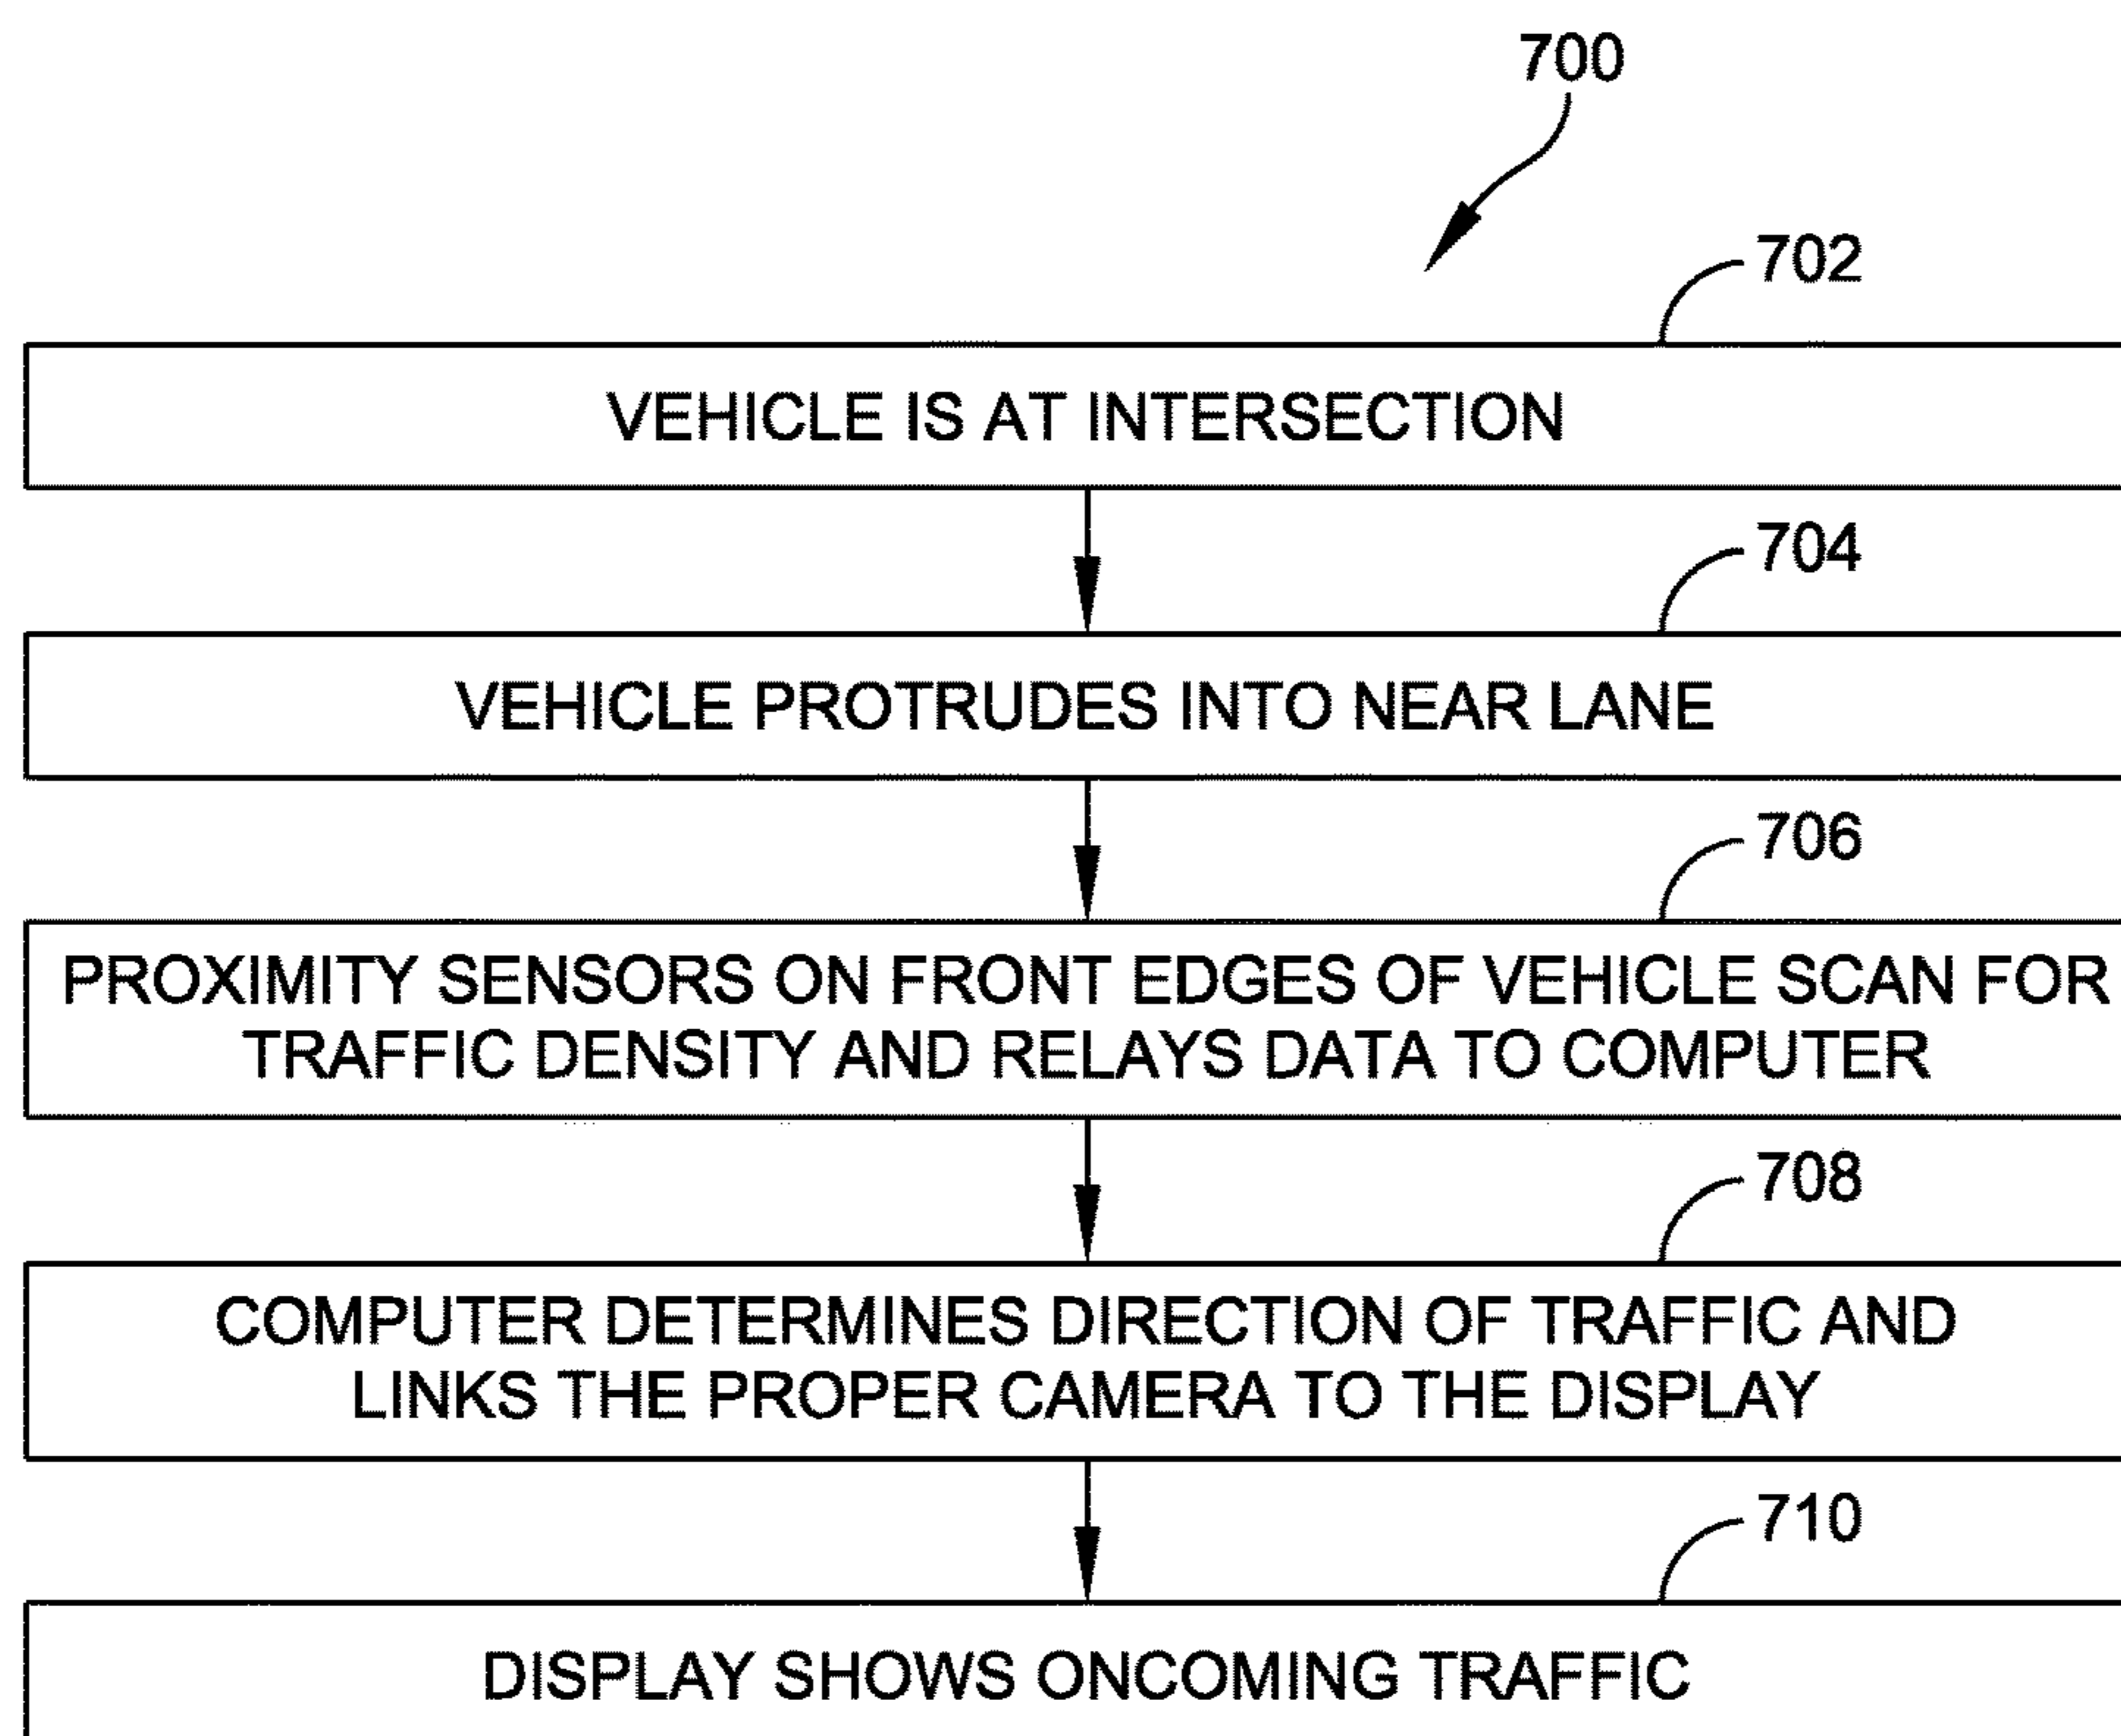 700
702
VEHICLE IS AT INTERSECTION
704
VEHICLE PROTRUDES INTO NEAR LANE
706
PROXIMITY SENSORS ON FRONT EDGES OF VEHICLE SCAN FOR
TRAFFIC DENSITY AND RELAYS DATA TO COMPUTER
708
COMPUTER DETERMINES DIRECTION OF TRAFFIC AND
LINKS THE PROPER CAMERA TO THE DISPLAY
710
DISPLAY SHOWS ONCOMING TRAFFIC